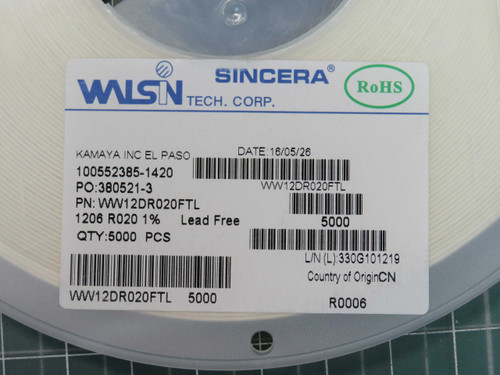 WALSIN TECH. CORP.
SINCERA®
RoHS
KAMAYA INC EL PASO
DATE:16/05/26
100552385-1420
PO:380521-3
WW12DR020FTL
PN: WW12DR020FTL
1206 R020 1% Lead Free
5000
QTY:5000 PCS
L/N (L):330G101219
Country of OriginCN
WW12DR020FTL 5000
R0006